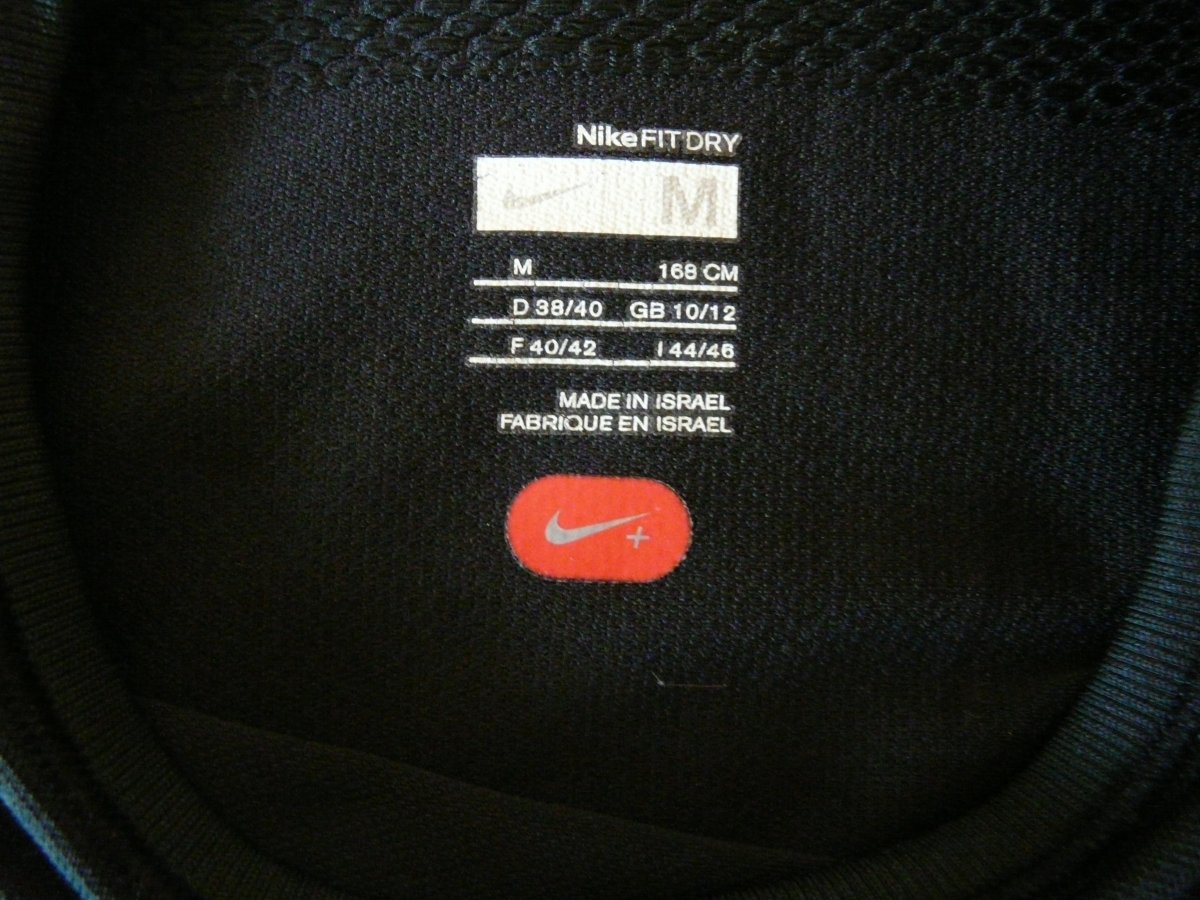 NikeFIT DRY
M
M 168 CM
D 38/40 GB 10/12
F 40/42 I 44/46
MADE IN ISRAEL
FABRIQUE EN ISRAEL
+